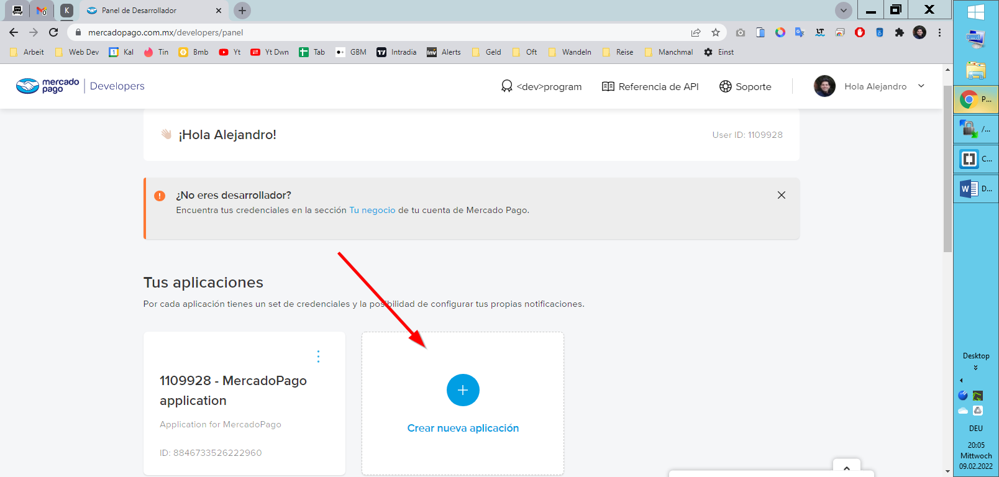 K
Panel de Desarrollador
mercadopago.com.mx/developers/panel
Arbeit
Web Dev
1
Kal
Tin
Bmb
Yt
Yt Dwn
Tab
GBM
Intradia
Inv
Alerts
Geld
Oft
Wandeln
Reise
Manchmal
Einst
mercado
pago
Developers
<dev>program
Referencia de API
Soporte
Hola Alejandro
¡Hola Alejandro!
User ID: 1109928
¿No eres desarrollador?
Encuentra tus credenciales en la sección Tu negocio de tu cuenta de Mercado Pago.
Tus aplicaciones
Por cada aplicación tienes un set de credenciales y la posibilidad de configurar tus propias notificaciones.
1109928 - MercadoPago
application
Application for MercadoPago
ID: 8846733526222960
Crear nueva aplicación
P...
/...
C...
W
D...
Desktop
DEU
20:05
Mittwoch
09.02.2022